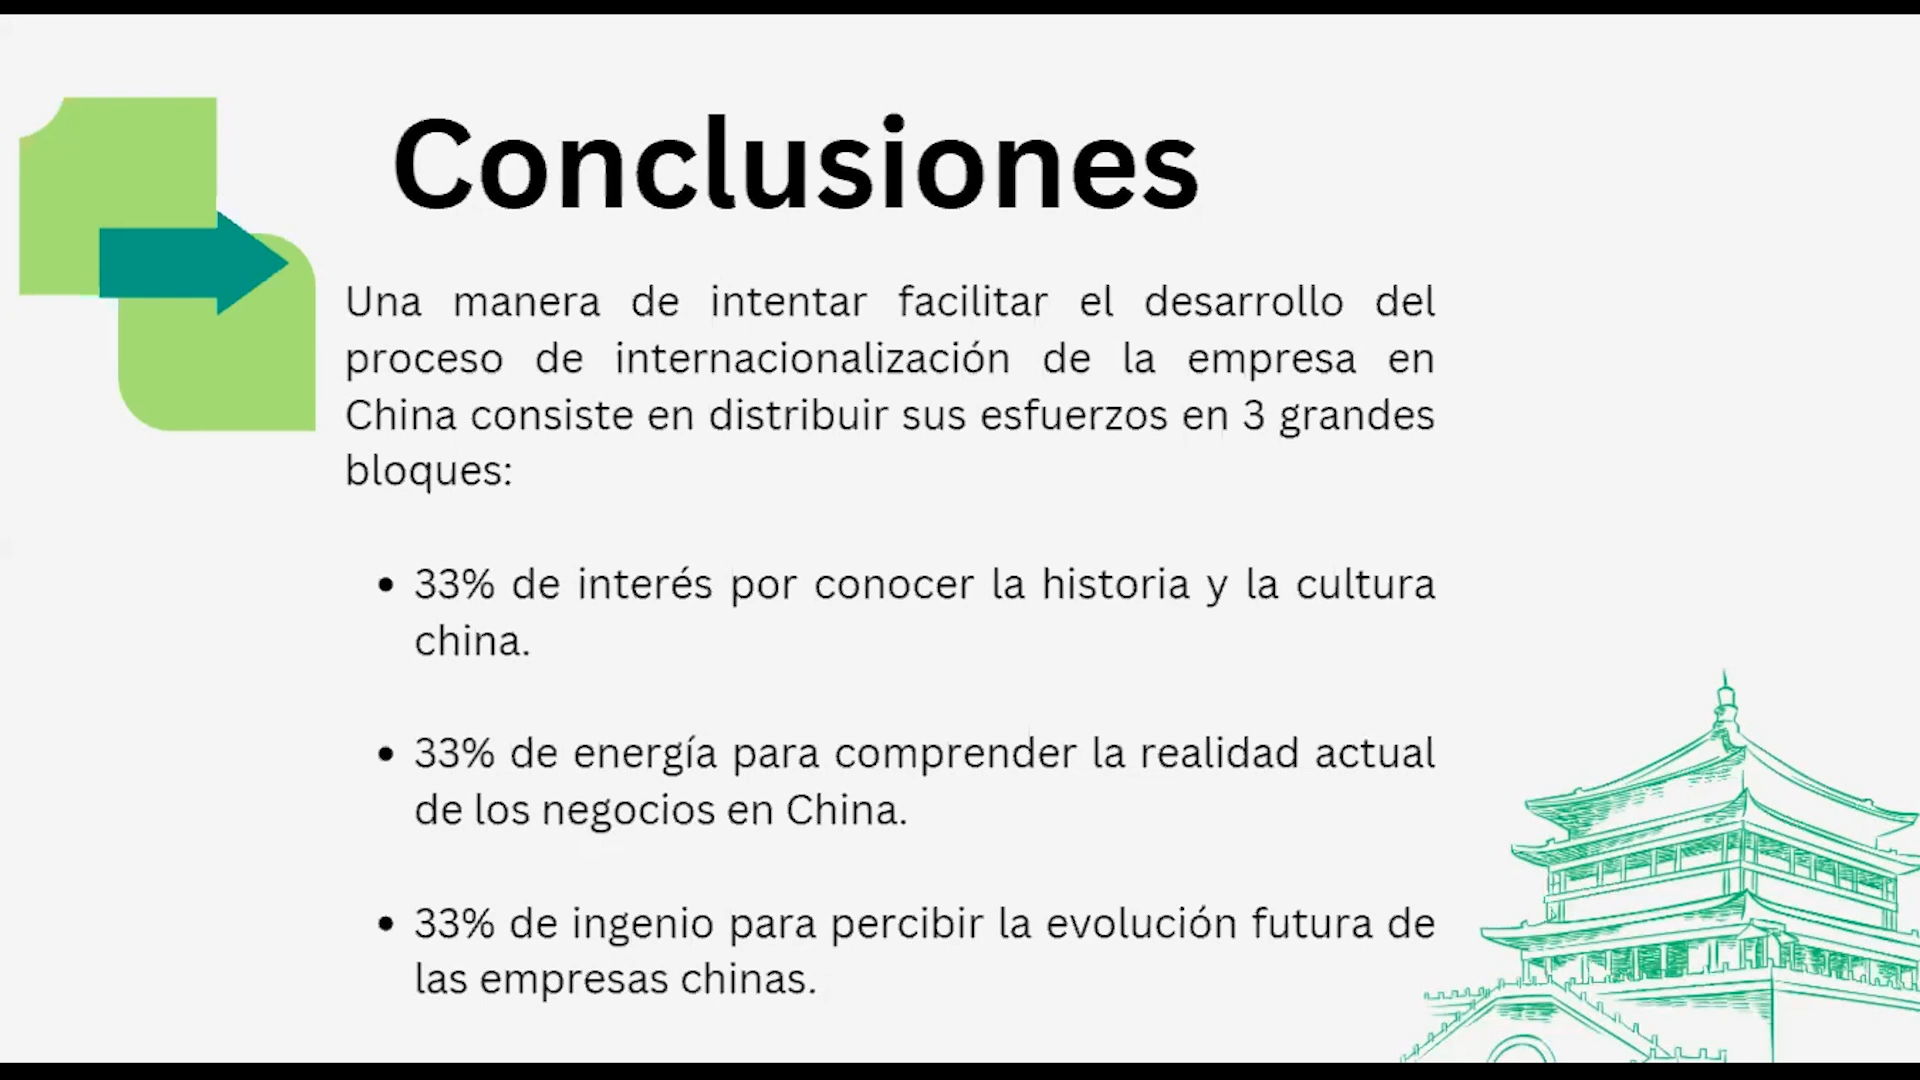 Conclusiones
Una manera de intentar facilitar el desarrollo del
proceso de internacionalización de la empresa en
China consiste en distribuir sus esfuerzos en 3 grandes
bloques:
• 33% de interés por conocer la historia y la cultura
china.
• 33% de energía para comprender la realidad actual
de los negocios en China.
• 33% de ingenio para percibir la evolución futura de
las empresas chinas.